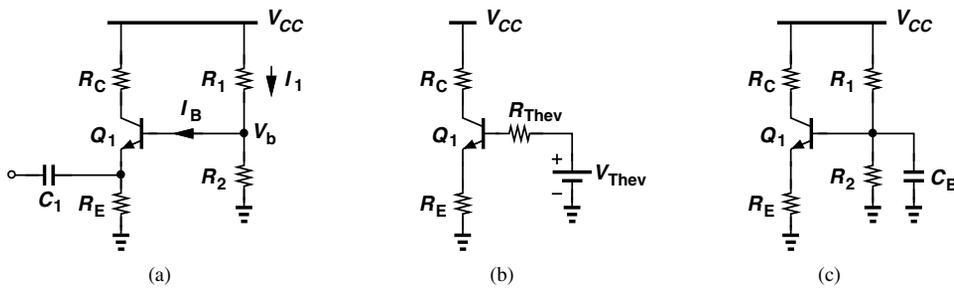 V_CC
R_C R_1 I_1
I_B
Q_1 V_b
C_1 R_E R_2
(a)
V_CC
R_C
R_Thev
Q_1
+
V_Thev
−
R_E
(b)
V_CC
R_C R_1
Q_1
R_E R_2
(c)